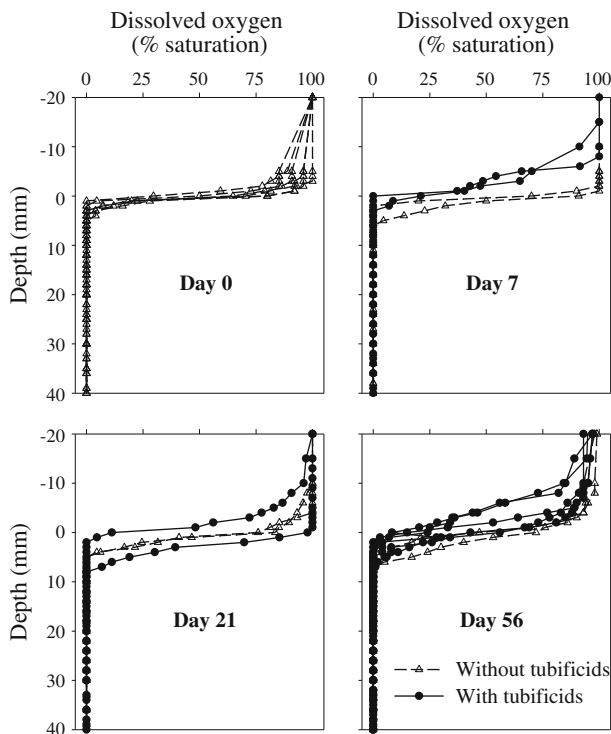 Dissolved oxygen
(% saturation)
Dissolved oxygen
(% saturation)
0 25 50 75 100
0 25 50 75 100
Depth (mm)
-20
-10
0
10
20
30
40
Day 0
Day 7
Depth (mm)
-20
-10
0
10
20
30
40
Day 21
Day 56
Without tubificids
With tubificids